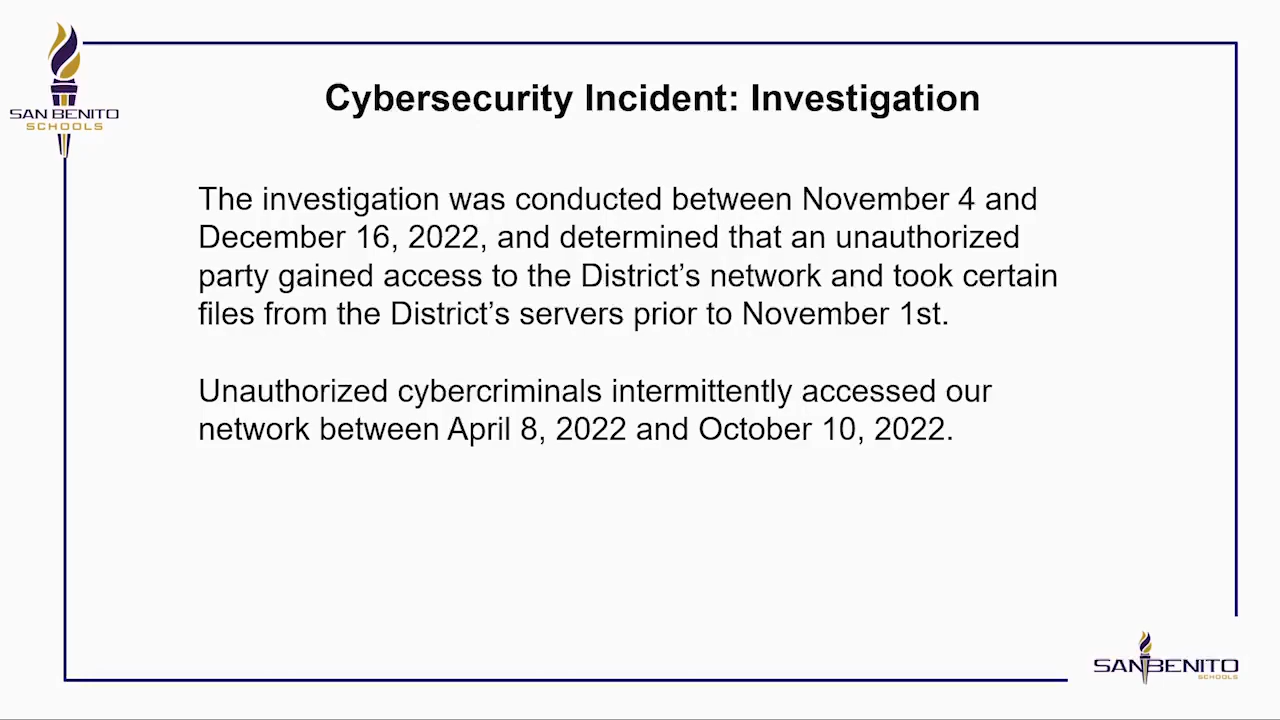 SAN BENITO
SCHOOLS
Cybersecurity Incident: Investigation
The investigation was conducted between November 4 and
December 16, 2022, and determined that an unauthorized
party gained access to the District’s network and took certain
files from the District’s servers prior to November 1st.
Unauthorized cybercriminals intermittently accessed our
network between April 8, 2022 and October 10, 2022.
SAN BENITO
SCHOOLS